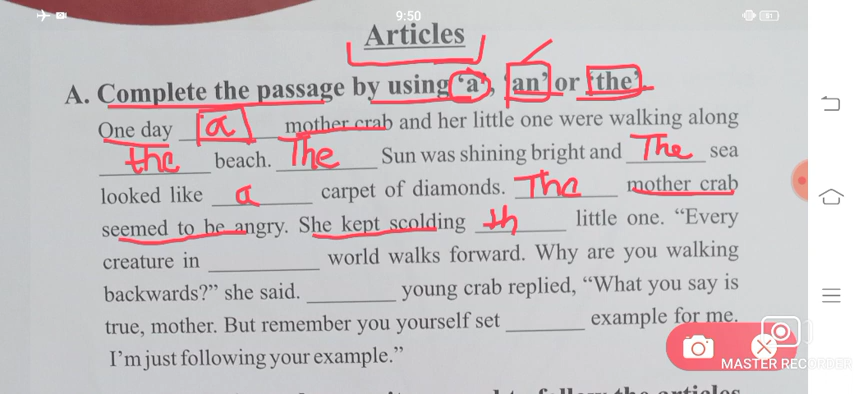 9:50
31
Articles
A. Complete the passage by using 'a', 'an' or 'the'.
One day a mother crab and her little one were walking along
the beach. The Sun was shining bright and The sea
looked like a carpet of diamonds. The mother crab
seemed to be angry. She kept scolding th little one. "Every
creature in ________ world walks forward. Why are you walking
backwards?" she said. ________ young crab replied, "What you say is
true, mother. But remember you yourself set ________ example for me.
I'm just following your example."
MASTER RECORDER